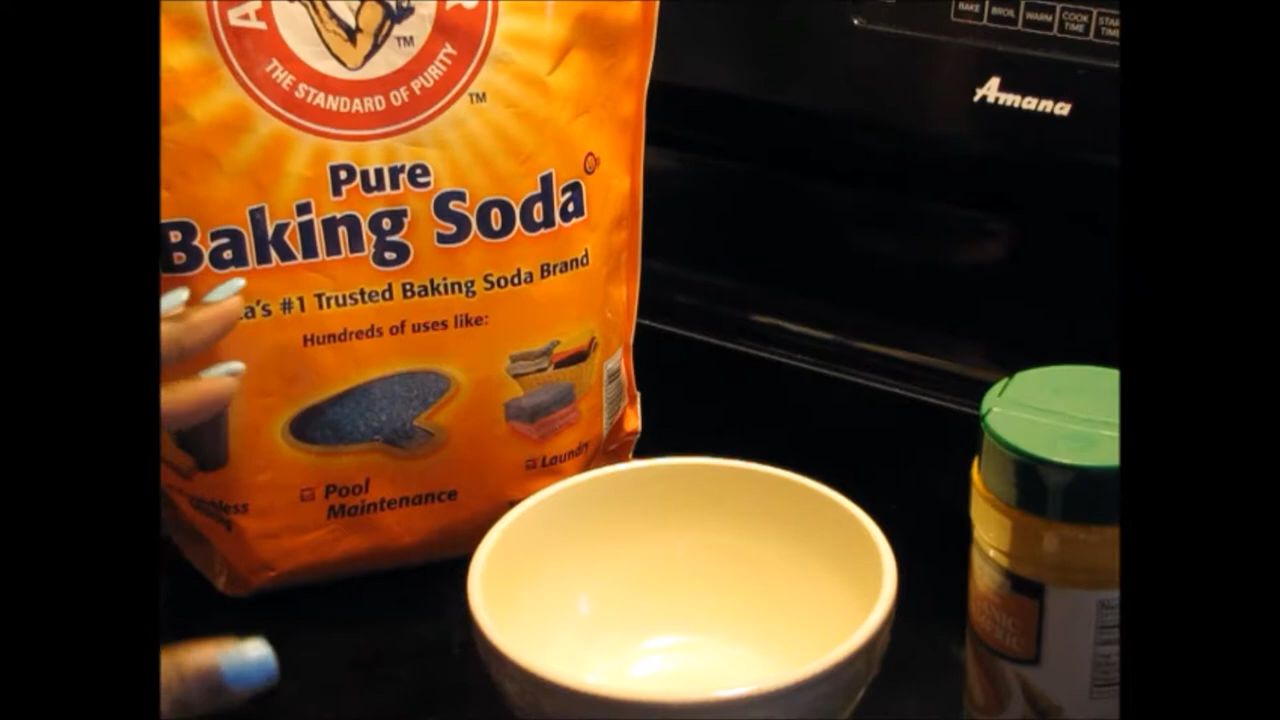 THE STANDARD OF PURITY
TM
TM
Pure
Baking Soda
a's #1 Trusted Baking Soda Brand
Hundreds of uses like:
Pool
Maintenance
Laundry
BAKE
BROIL
WARM
COOK
TIME
Amana